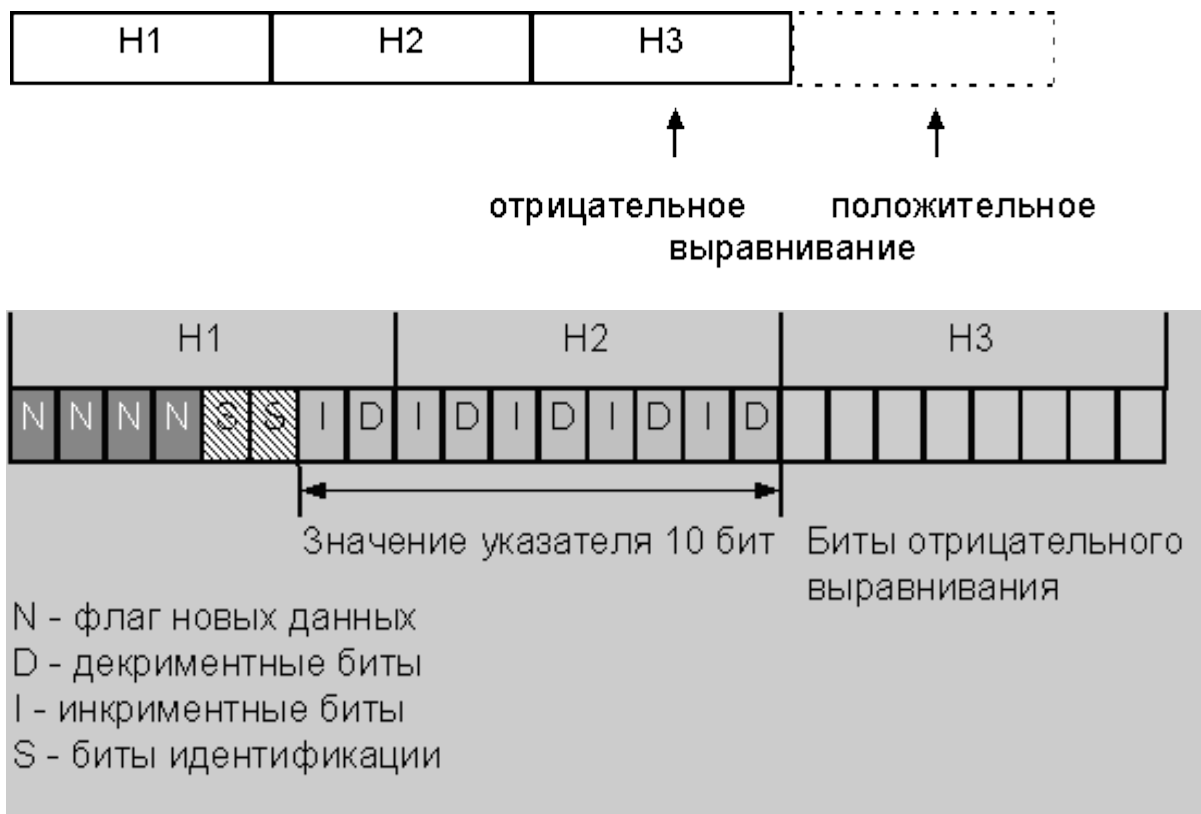 H1 H2 H3
отрицательное положительное
выравнивание
H1 H2 H3
N N N N S S I D I D I D I D I D
Значение указателя 10 бит Биты отрицательного
выравнивания
N - флаг новых данных
D - декриментные биты
I - инкриментные биты
S - биты идентификации